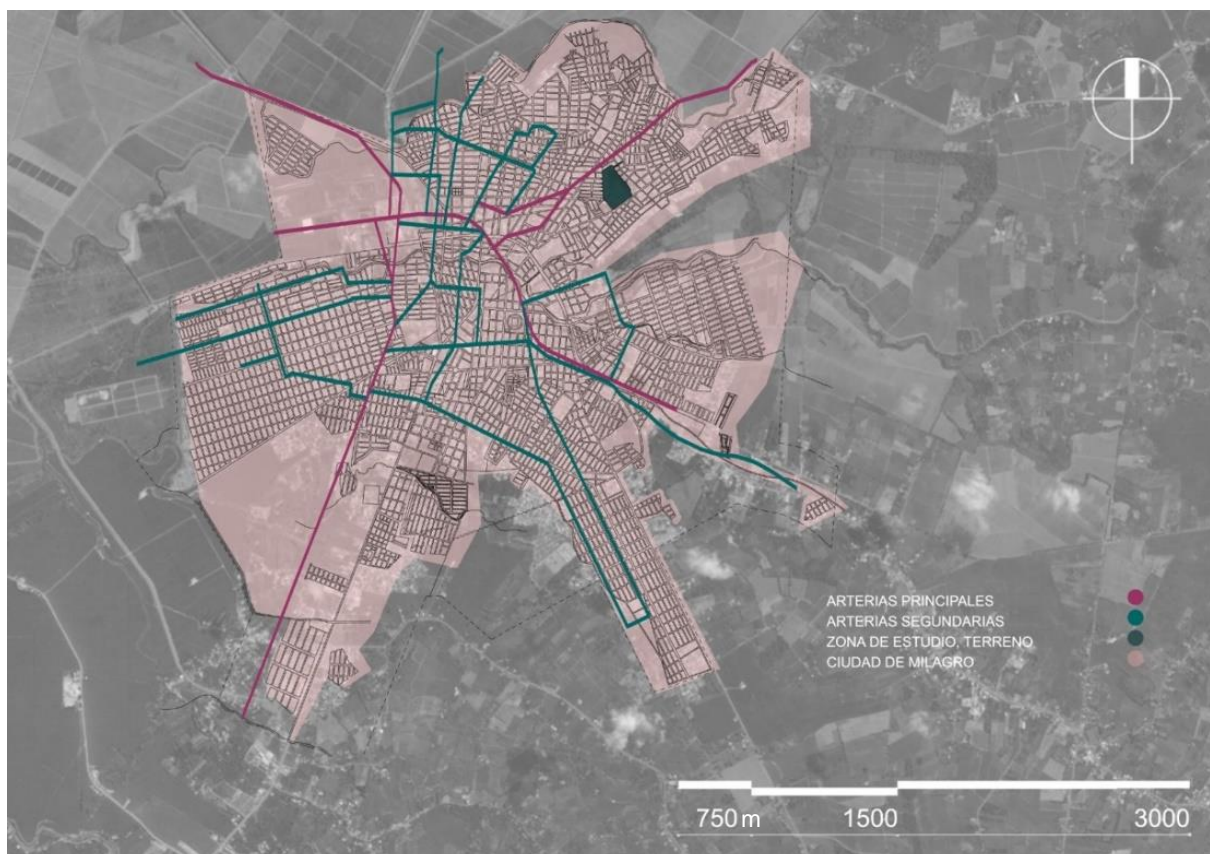 ARTERIAS PRINCIPALES
ARTERIAS SEGUNDARIAS
ZONA DE ESTUDIO, TERRENO
CIUDAD DE MILAGRO
750 m 1500 3000